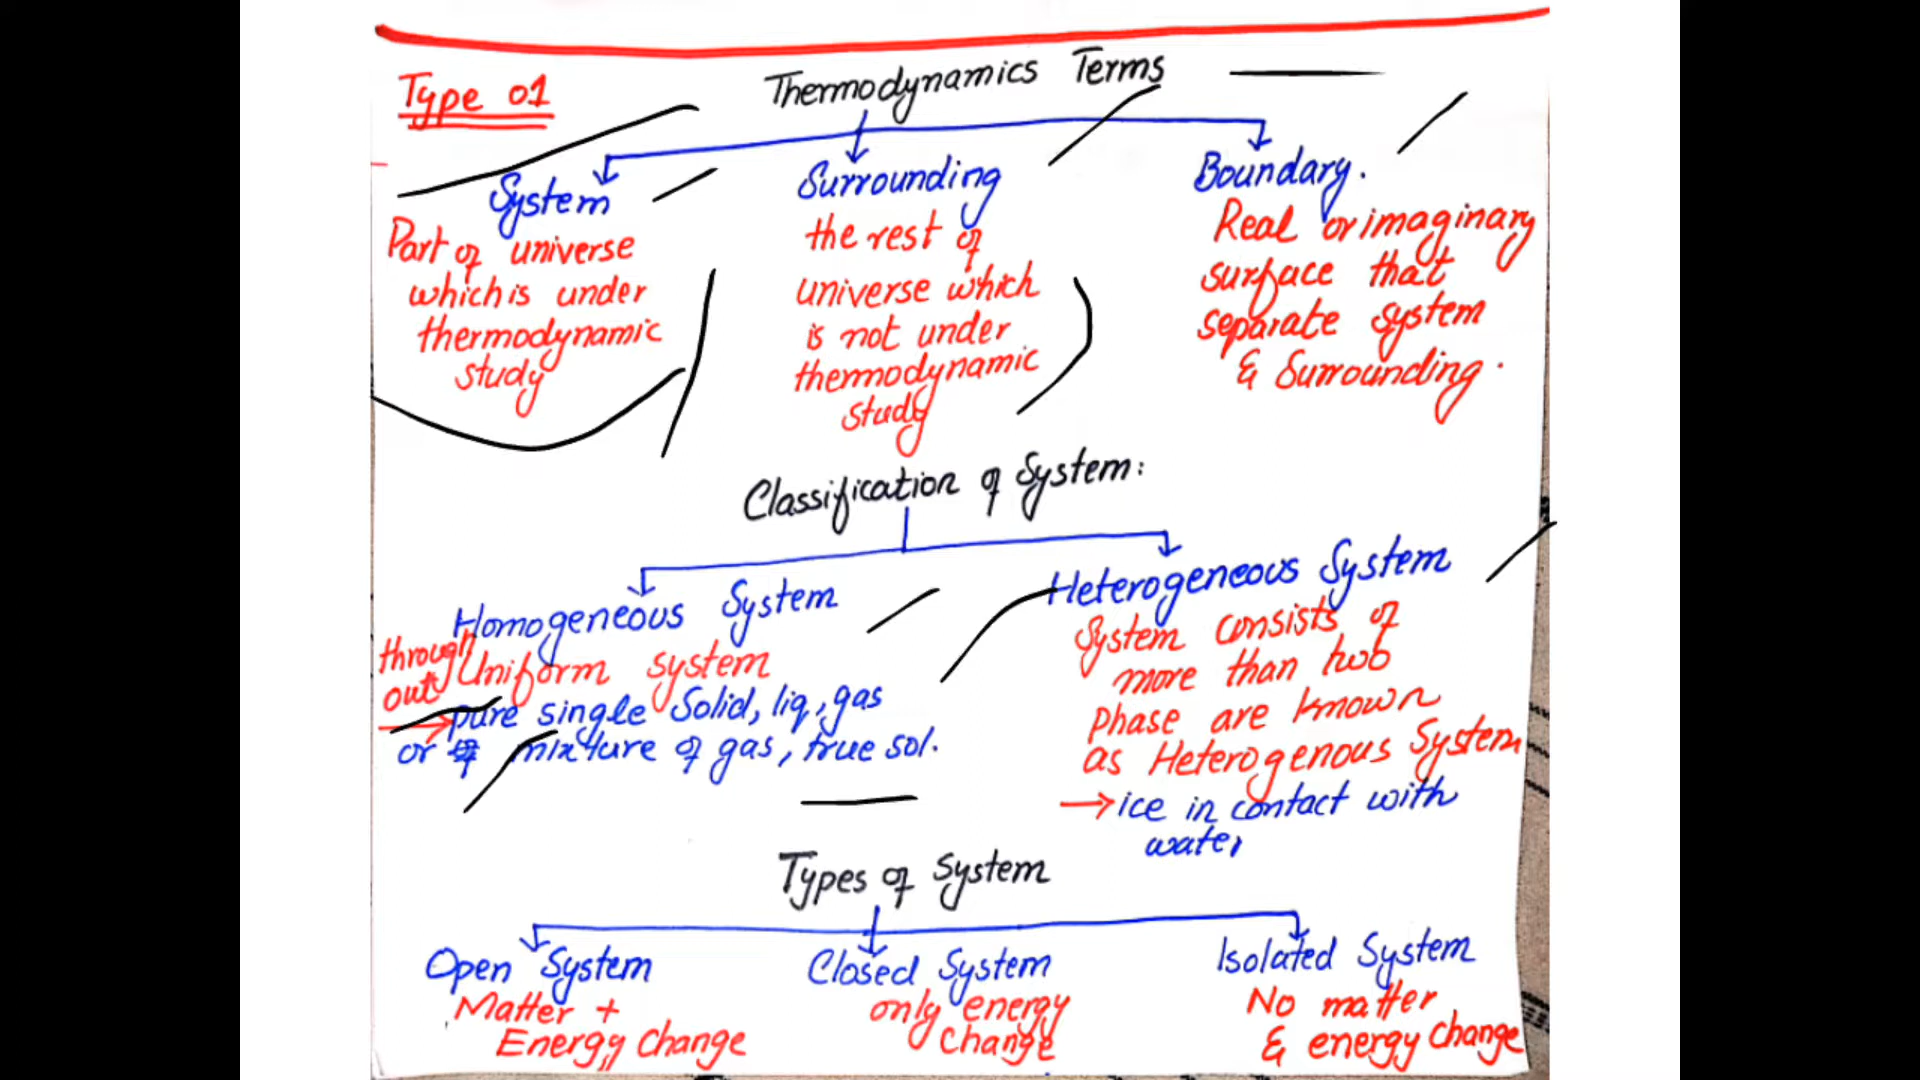 Type 01
Thermodynamics Terms
System
Part of universe
which is under
thermodynamic
study
Surrounding
the rest of
universe which
is not under
thermodynamic
study
Boundary.
Real or imaginary
surface that
separate system
& Surrounding.
Classification of System:
Homogeneous System
through
out
Uniform system
→ pure single Solid, liq, gas
or of mixture of gas, true sol.
Heterogeneous System
System consists of
more than two
Phase are known
as Heterogenous System
→ ice in contact with
water
Types of System
Open System
Matter +
Energy change
Closed System
only energy
Change
Isolated System
No matter
& energy change